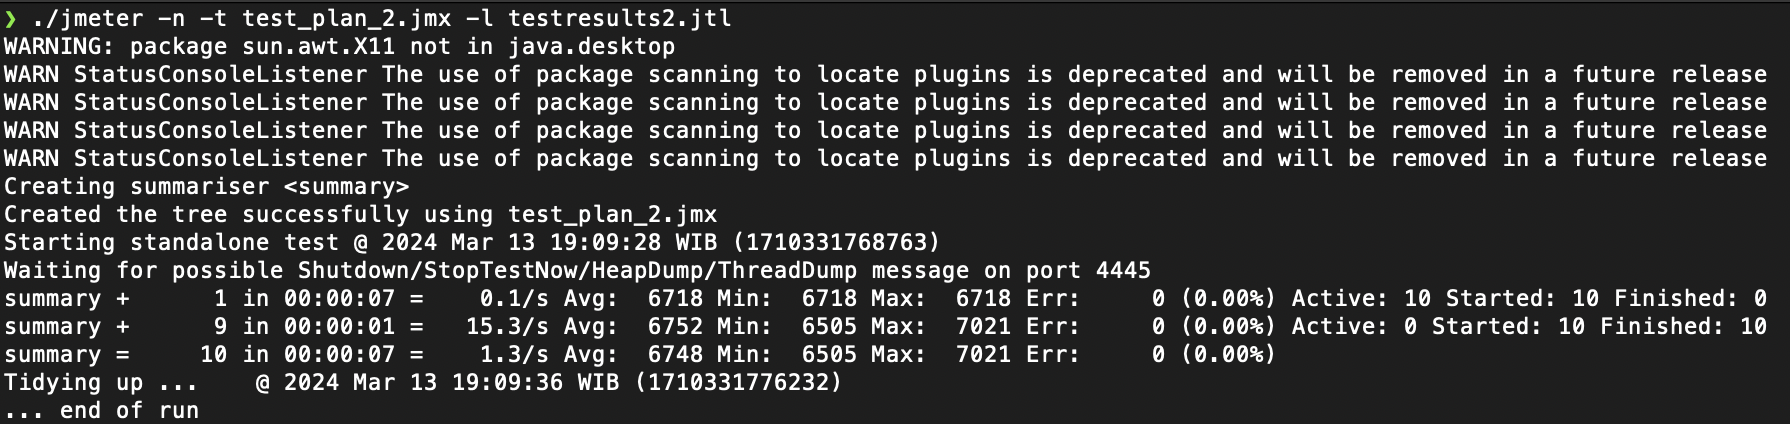 ❯ ./jmeter -n -t test_plan_2.jmx -l testresults2.jtl
WARNING: package sun.awt.X11 not in java.desktop
WARN StatusConsoleListener The use of package scanning to locate plugins is deprecated and will be removed in a future release
WARN StatusConsoleListener The use of package scanning to locate plugins is deprecated and will be removed in a future release
WARN StatusConsoleListener The use of package scanning to locate plugins is deprecated and will be removed in a future release
WARN StatusConsoleListener The use of package scanning to locate plugins is deprecated and will be removed in a future release
Creating summariser <summary>
Created the tree successfully using test_plan_2.jmx
Starting standalone test @ 2024 Mar 13 19:09:28 WIB (1710331768763)
Waiting for possible Shutdown/StopTestNow/HeapDump/ThreadDump message on port 4445
summary +      1 in 00:00:07 =    0.1/s Avg:  6718 Min:  6718 Max:  6718 Err:     0 (0.00%) Active: 10 Started: 10 Finished: 0
summary +      9 in 00:00:01 =   15.3/s Avg:  6752 Min:  6505 Max:  7021 Err:     0 (0.00%) Active: 0 Started: 10 Finished: 10
summary =     10 in 00:00:07 =    1.3/s Avg:  6748 Min:  6505 Max:  7021 Err:     0 (0.00%)
Tidying up ...    @ 2024 Mar 13 19:09:36 WIB (1710331776232)
... end of run